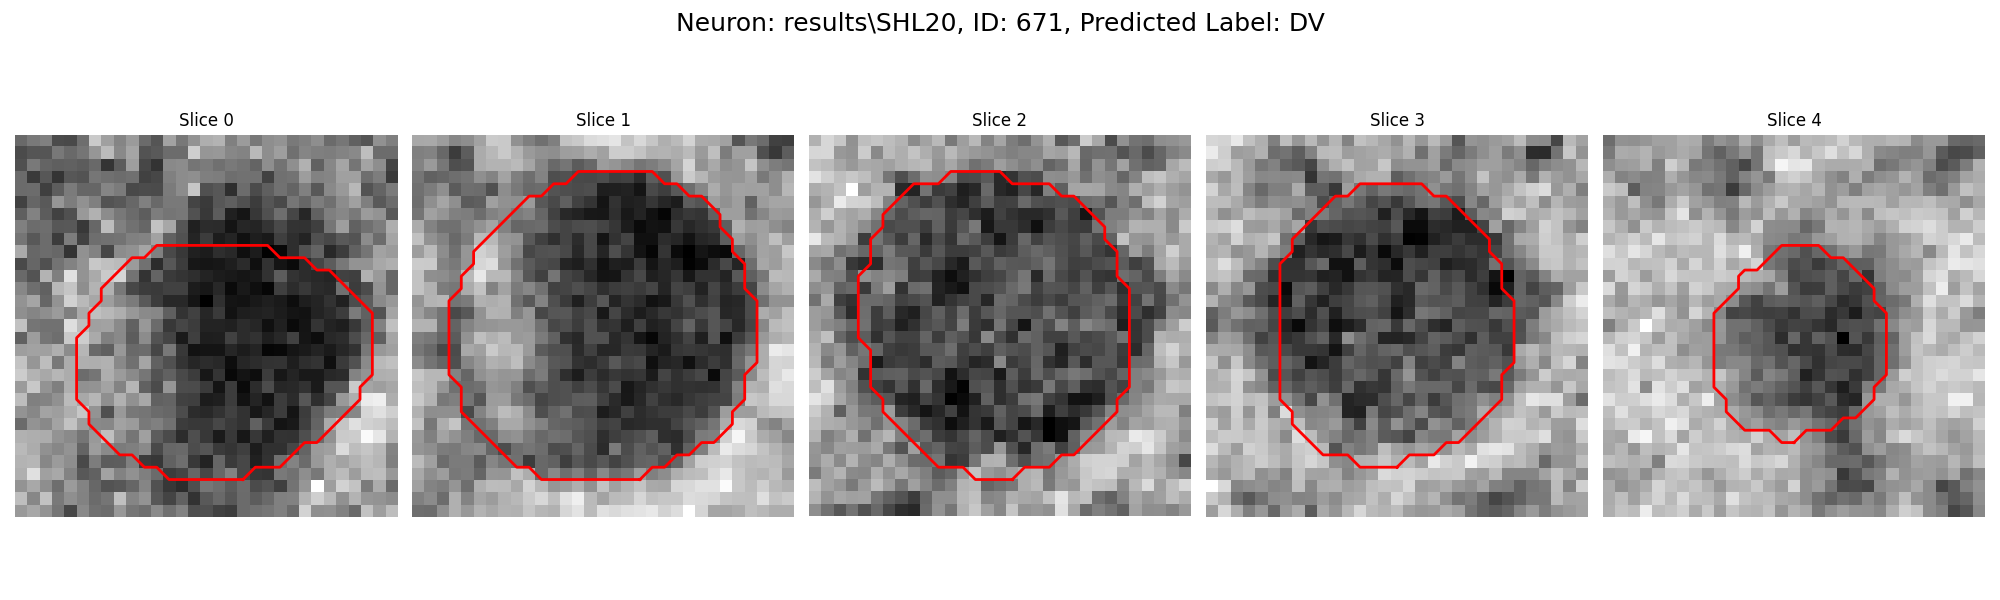 Neuron: results\SHL20, ID: 671, Predicted Label: DV
Slice 0
Slice 1
Slice 2
Slice 3
Slice 4